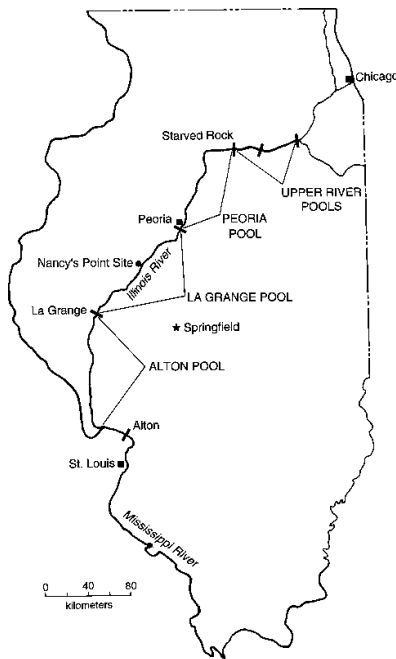 Chicago
Starved Rock
UPPER RIVER
POOLS
Peoria
PEORIA
POOL
Nancy's Point Site
Illinois River
La Grange
LA GRANGE POOL
Springfield
ALTON POOL
Alton
St. Louis
Mississippi River
0 40 80
kilometers